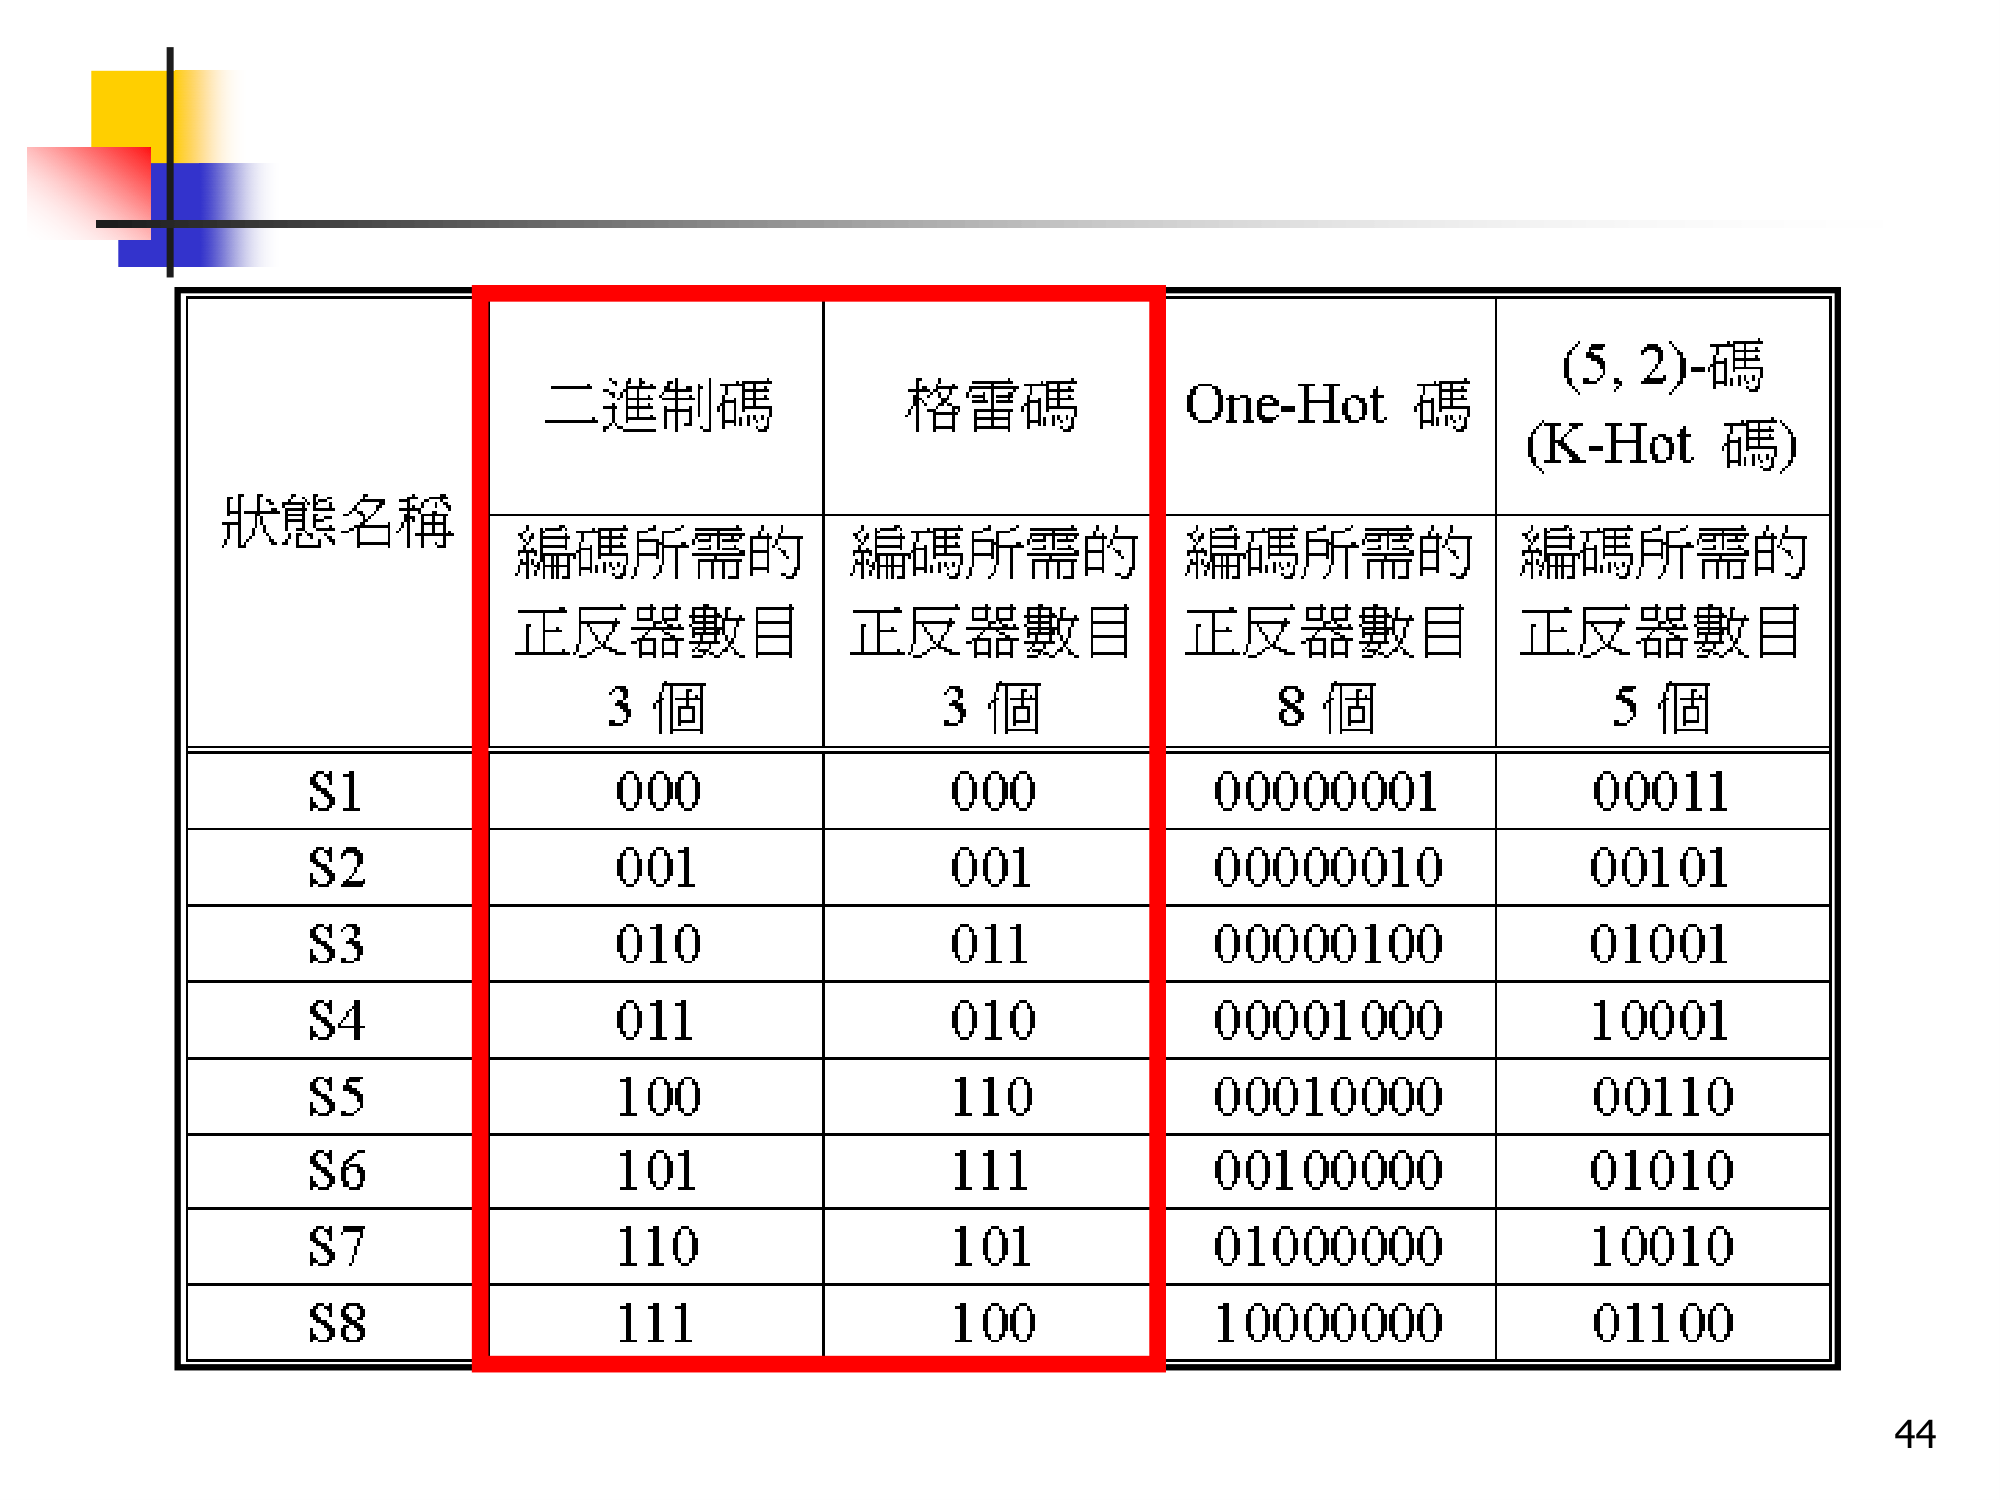 狀態名稱
二進制碼
格雷碼
One-Hot 碼
(5, 2)-碼
(K-Hot 碼)
編碼所需的
正反器數目
3 個
編碼所需的
正反器數目
3 個
編碼所需的
正反器數目
8 個
編碼所需的
正反器數目
5 個
S1 000 000 00000001 00011
S2 001 001 00000010 00101
S3 010 011 00000100 01001
S4 011 010 00001000 10001
S5 100 110 00010000 00110
S6 101 111 00100000 01010
S7 110 101 01000000 10010
S8 111 100 10000000 01100
44